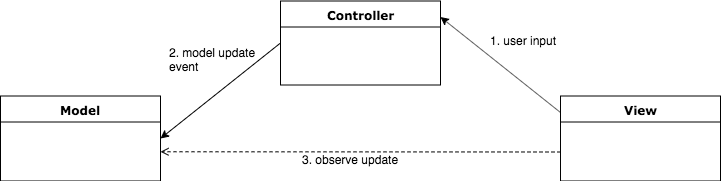 Controller
1. user input
2. model update
event
Model
View
3. observe update